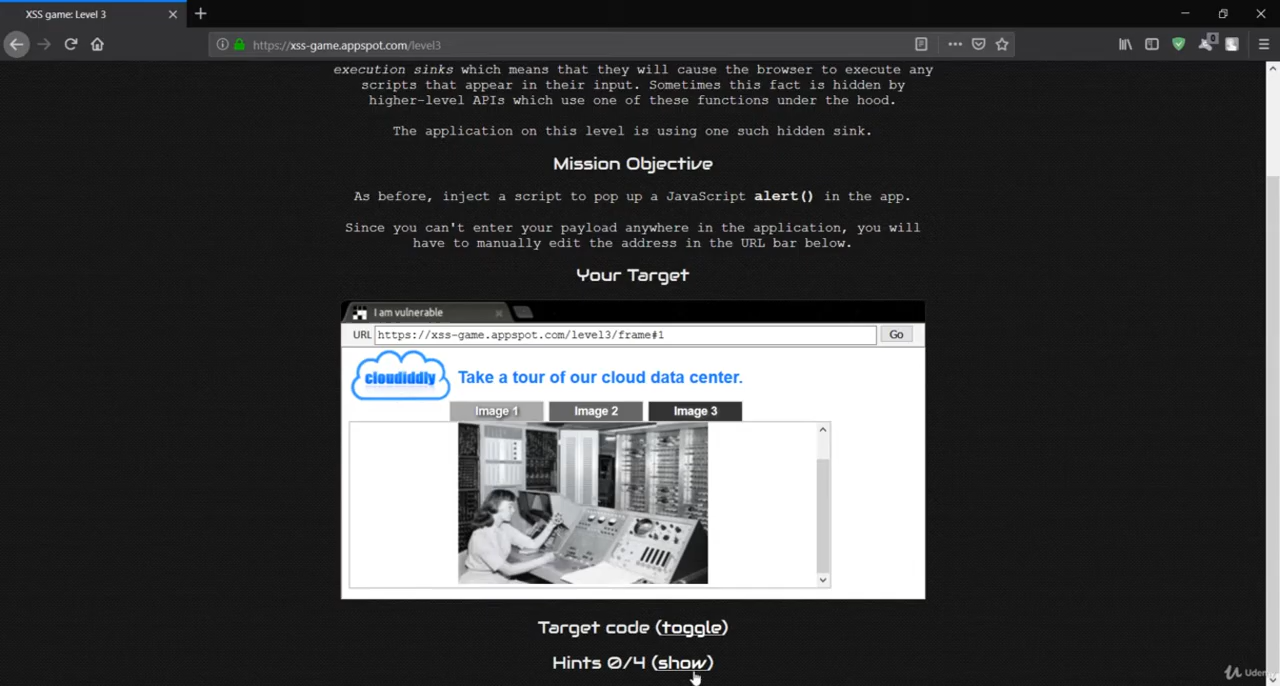 XSS game: Level 3
https://xss-game.appspot.com/level3
0
execution sinks which means that they will cause the browser to execute any
scripts that appear in their input. Sometimes this fact is hidden by
higher-level APIs which use one of these functions under the hood.
The application on this level is using one such hidden sink.
Mission Objective
As before, inject a script to pop up a JavaScript alert() in the app.
Since you can't enter your payload anywhere in the application, you will
have to manually edit the address in the URL bar below.
Your Target
I am vulnerable
URL https://xss-game.appspot.com/level3/frame#1 Go
cloudiddly Take a tour of our cloud data center.
Image 1 Image 2 Image 3
Target code (toggle)
Hints 0/4 (show)
Udemy